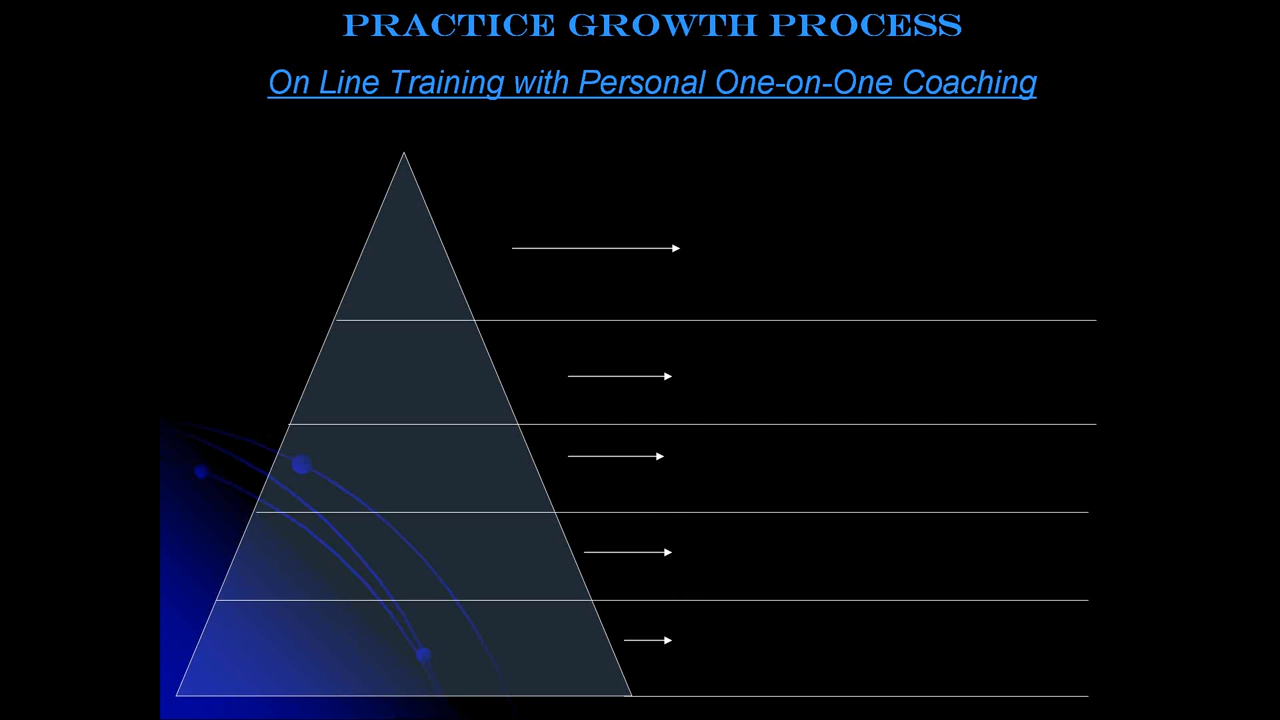 PRACTICE GROWTH PROCESS
On Line Training with Personal One-on-One Coaching